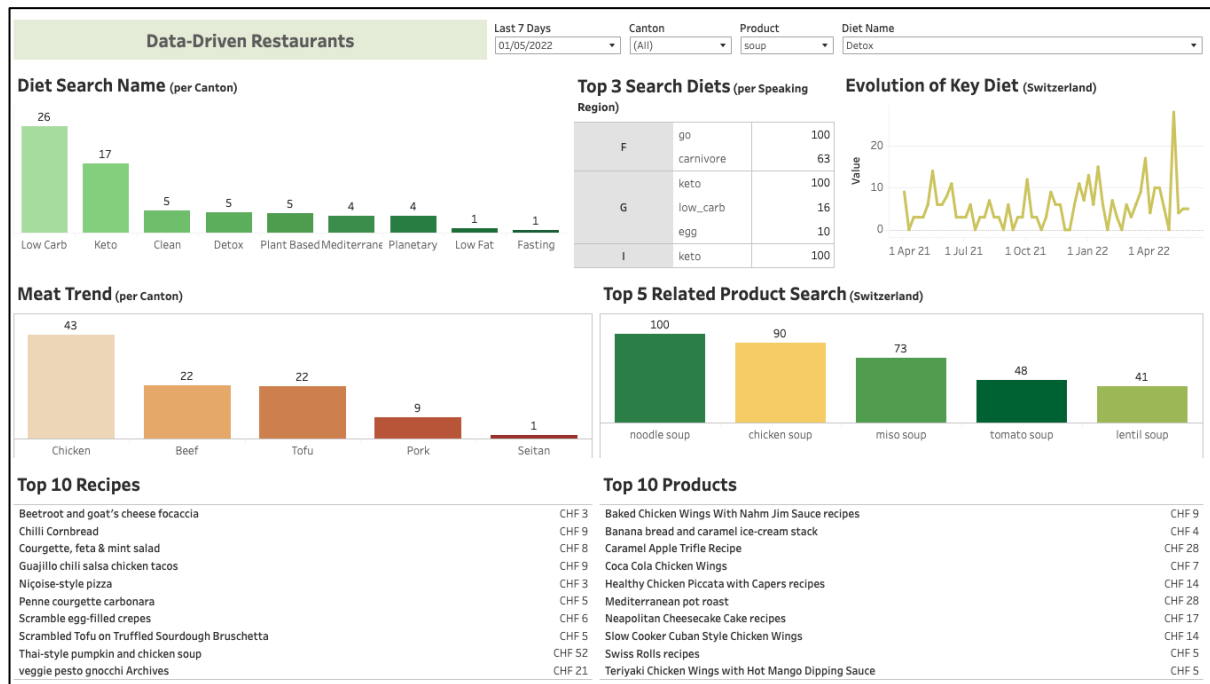 Data-Driven Restaurants
Last 7 Days
01/05/2022
Canton
(All)
Product
soup
Diet Name
Detox
Diet Search Name (per Canton)
26
17
5
5
5
4
4
1
1
Low Carb
Keto
Clean
Detox
Plant Based
Mediterrane
Planetary
Low Fat
Fasting
Top 3 Search Diets (per Speaking
Region)
F
go 100
carnivore 63
G
keto 100
low_carb 16
egg 10
I
keto 100
Evolution of Key Diet (Switzerland)
Value
20
10
0
1 Apr 21
1 Jul 21
1 Oct 21
1 Jan 22
1 Apr 22
Meat Trend (per Canton)
43
22
22
9
1
Chicken
Beef
Tofu
Pork
Seitan
Top 5 Related Product Search (Switzerland)
100
90
73
48
41
noodle soup
chicken soup
miso soup
tomato soup
lentil soup
Top 10 Recipes
Beetroot and goat's cheese focaccia CHF 3
Chilli Cornbread CHF 9
Courgette, feta & mint salad CHF 8
Guajillo chili salsa chicken tacos CHF 9
Niçoise-style pizza CHF 3
Penne courgette carbonara CHF 5
Scramble egg-filled crepes CHF 6
Scrambled Tofu on Truffled Sourdough Bruschetta CHF 5
Thai-style pumpkin and chicken soup CHF 52
veggie pesto gnocchi Archives CHF 21
Top 10 Products
Baked Chicken Wings With Nahm Jim Sauce recipes CHF 9
Banana bread and caramel ice-cream stack CHF 4
Caramel Apple Trifle Recipe CHF 28
Coca Cola Chicken Wings CHF 7
Healthy Chicken Piccata with Capers recipes CHF 14
Mediterranean pot roast CHF 28
Neapolitan Cheesecake Cake recipes CHF 17
Slow Cooker Cuban Style Chicken Wings CHF 14
Swiss Rolls recipes CHF 5
Teriyaki Chicken Wings with Hot Mango Dipping Sauce CHF 5